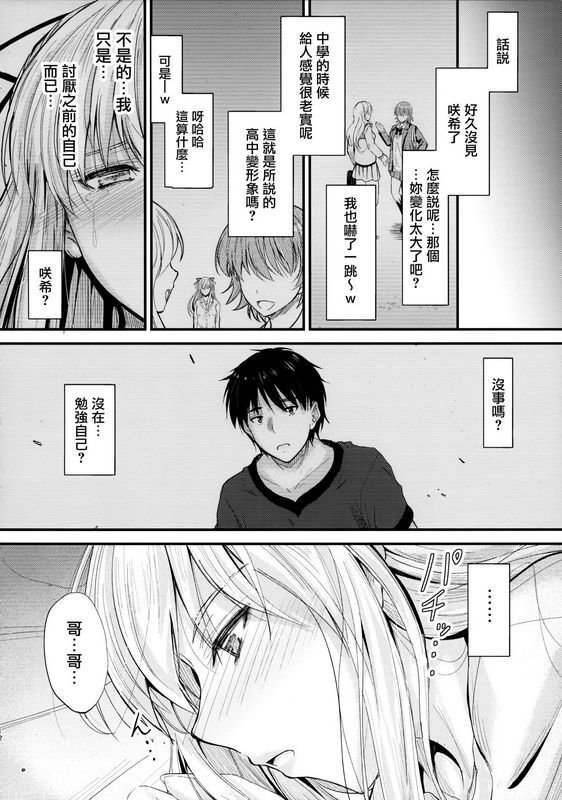 話說
好久沒見
咲希了
怎麼說呢…那個
…妳變化太大了吧？
中學的時候
給人感覺很老實呢
這就是所說的
高中變形象嗎？
我也嚇了一跳～w
可是ーw
呀哈哈
這算什麼…
不是的…我
只是…
討厭之前的自己
而已…
咲希？
沒事嗎？
沒在…
勉強自己？
……
パチッ
哥…哥…